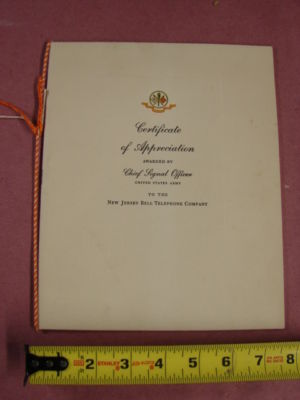 Certificate
of Appreciation
AWARDED BY
Chief Signal Officer
UNITED STATES ARMY
TO THE
NEW JERSEY BELL TELEPHONE COMPANY
2 STANLEY 3 4 5 6 7 8